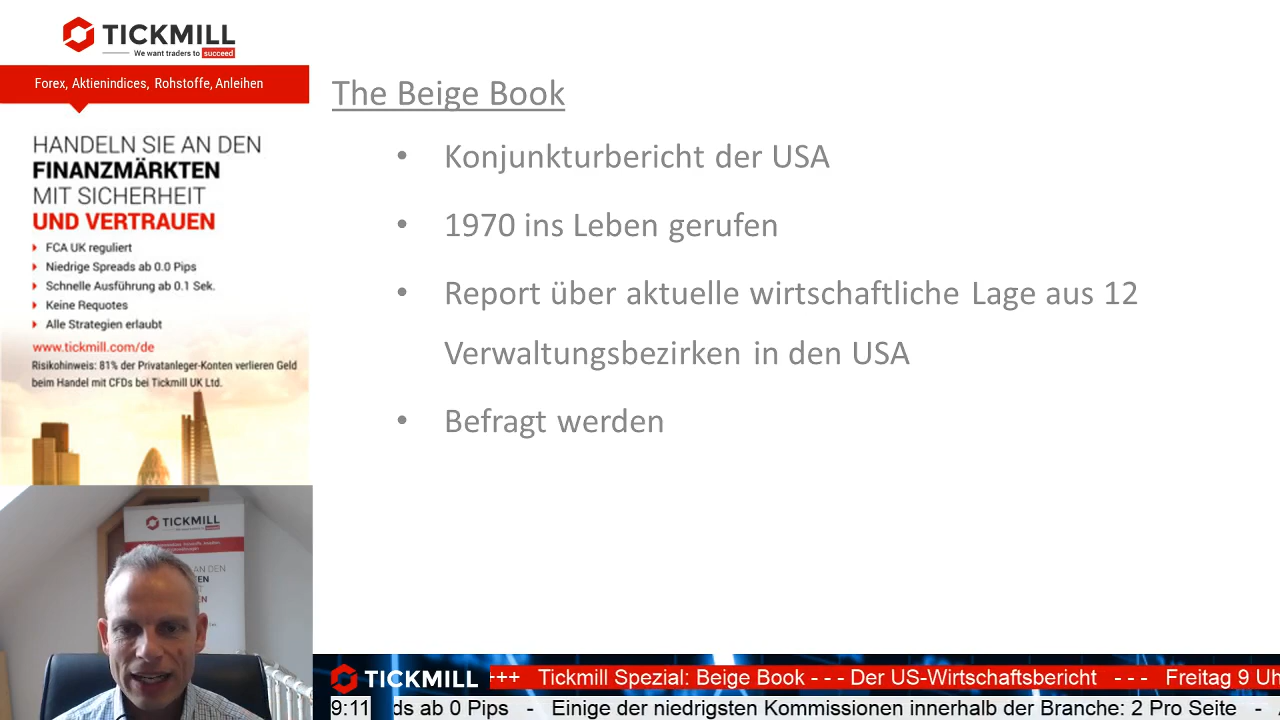 TICKMILL
We want traders to succeed
Forex, Aktienindices, Rohstoffe, Anleihen
HANDELN SIE AN DEN
FINANZMÄRKTEN
MIT SICHERHEIT
UND VERTRAUEN
FCA UK reguliert
Niedrige Spreads ab 0.0 Pips
Schnelle Ausführung ab 0.1 Sek.
Keine Requotes
Alle Strategien erlaubt
www.tickmill.com/de
Risikohinweis: 81% der Privatanleger-Konten verlieren Geld
beim Handel mit CFDs bei Tickmill UK Ltd.
The Beige Book
• Konjunkturbericht der USA
• 1970 ins Leben gerufen
• Report über aktuelle wirtschaftliche Lage aus 12
Verwaltungsbezirken in den USA
• Befragt werden
TICKMILL
AN DEN
TICKMILL
+++ Tickmill Spezial: Beige Book - - - Der US-Wirtschaftsbericht - - - Freitag 9 Uh
9:11 ds ab 0 Pips - Einige der niedrigsten Kommissionen innerhalb der Branche: 2 Pro Seite -